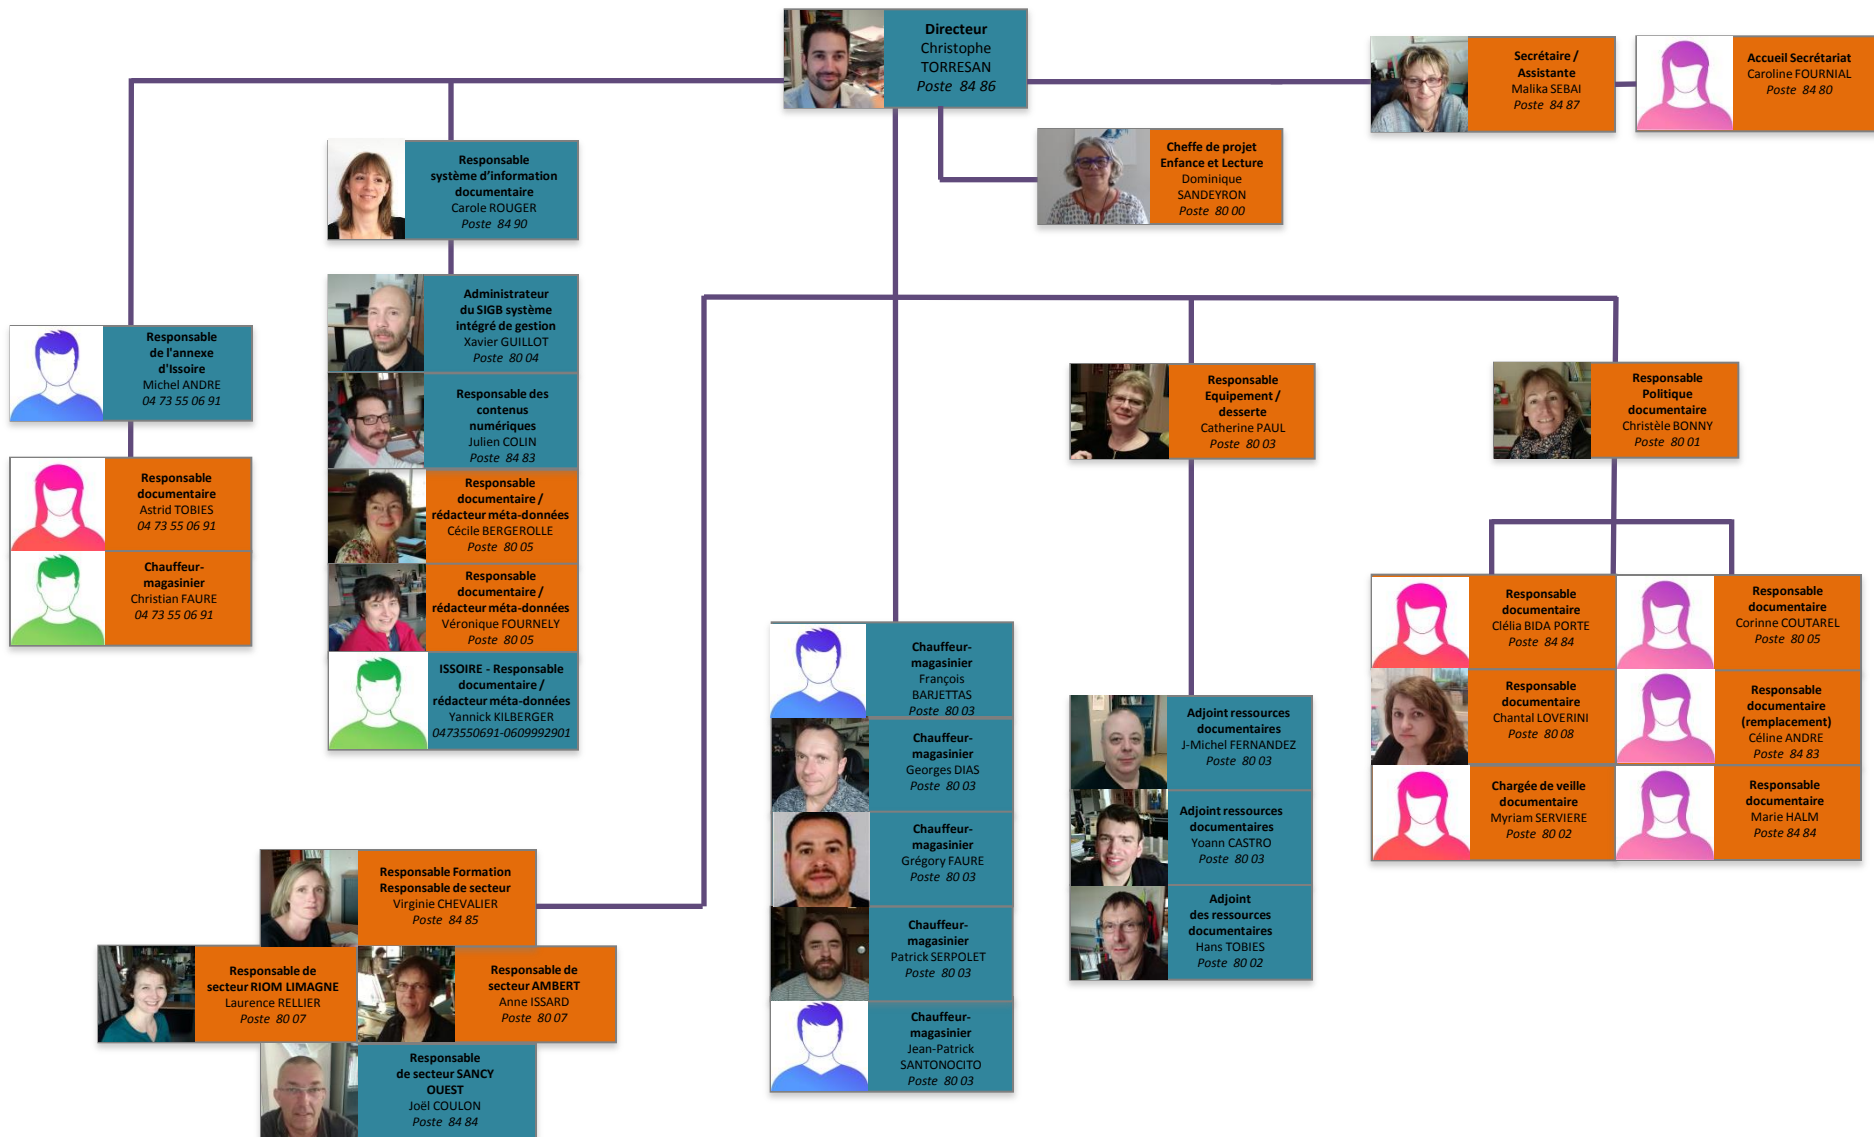 Directeur
Christophe
TORRESAN
Poste 84 86
Secrétaire /
Assistante
Malika SEBAI
Poste 84 87
Accueil Secrétariat
Caroline FOURNIAL
Poste 84 80
Cheffe de projet
Enfance et Lecture
Dominique
SANDEYRON
Poste 80 00
Responsable
système d'information
documentaire
Carole ROUGER
Poste 84 90
Administrateur
du SIGB système
intégré de gestion
Xavier GUILLOT
Poste 80 04
Responsable des
contenus
numériques
Julien COLIN
Poste 84 83
Responsable
documentaire /
rédacteur méta-données
Cécile BERGEROLLE
Poste 80 05
Responsable
documentaire /
rédacteur méta-données
Véronique FOURNELY
Poste 80 05
ISSOIRE - Responsable
documentaire /
rédacteur méta-données
Yannick KILBERGER
0473550691-0609992901
Responsable
de l'annexe
d'Issoire
Michel ANDRE
04 73 55 06 91
Responsable
documentaire
Astrid TOBIES
04 73 55 06 91
Chauffeur-
magasinier
Christian FAURE
04 73 55 06 91
Responsable Formation
Responsable de secteur
Virginie CHEVALIER
Poste 84 85
Responsable de
secteur RIOM LIMAGNE
Laurence RELLIER
Poste 80 07
Responsable de
secteur AMBERT
Anne ISSARD
Poste 80 07
Responsable
de secteur SANCY
OUEST
Joël COULON
Poste 84 84
Chauffeur-
magasinier
François
BARJETTAS
Poste 80 03
Chauffeur-
magasinier
Georges DIAS
Poste 80 03
Chauffeur-
magasinier
Grégory FAURE
Poste 80 03
Chauffeur-
magasinier
Patrick SERPOLET
Poste 80 03
Chauffeur-
magasinier
Jean-Patrick
SANTONOCITO
Poste 80 03
Responsable
Equipement /
desserte
Catherine PAUL
Poste 80 03
Adjoint ressources
documentaires
J-Michel FERNANDEZ
Poste 80 03
Adjoint ressources
documentaires
Yoann CASTRO
Poste 80 03
Adjoint
des ressources
documentaires
Hans TOBIES
Poste 80 02
Responsable
Politique
documentaire
Christèle BONNY
Poste 80 01
Responsable
documentaire
Clélia BIDA PORTE
Poste 84 84
Responsable
documentaire
Corinne COUTAREL
Poste 80 05
Responsable
documentaire
Chantal LOVERINI
Poste 80 08
Responsable
documentaire
(remplacement)
Céline ANDRE
Poste 84 83
Chargée de veille
documentaire
Myriam SERVIERE
Poste 80 02
Responsable
documentaire
Marie HALM
Poste 84 84